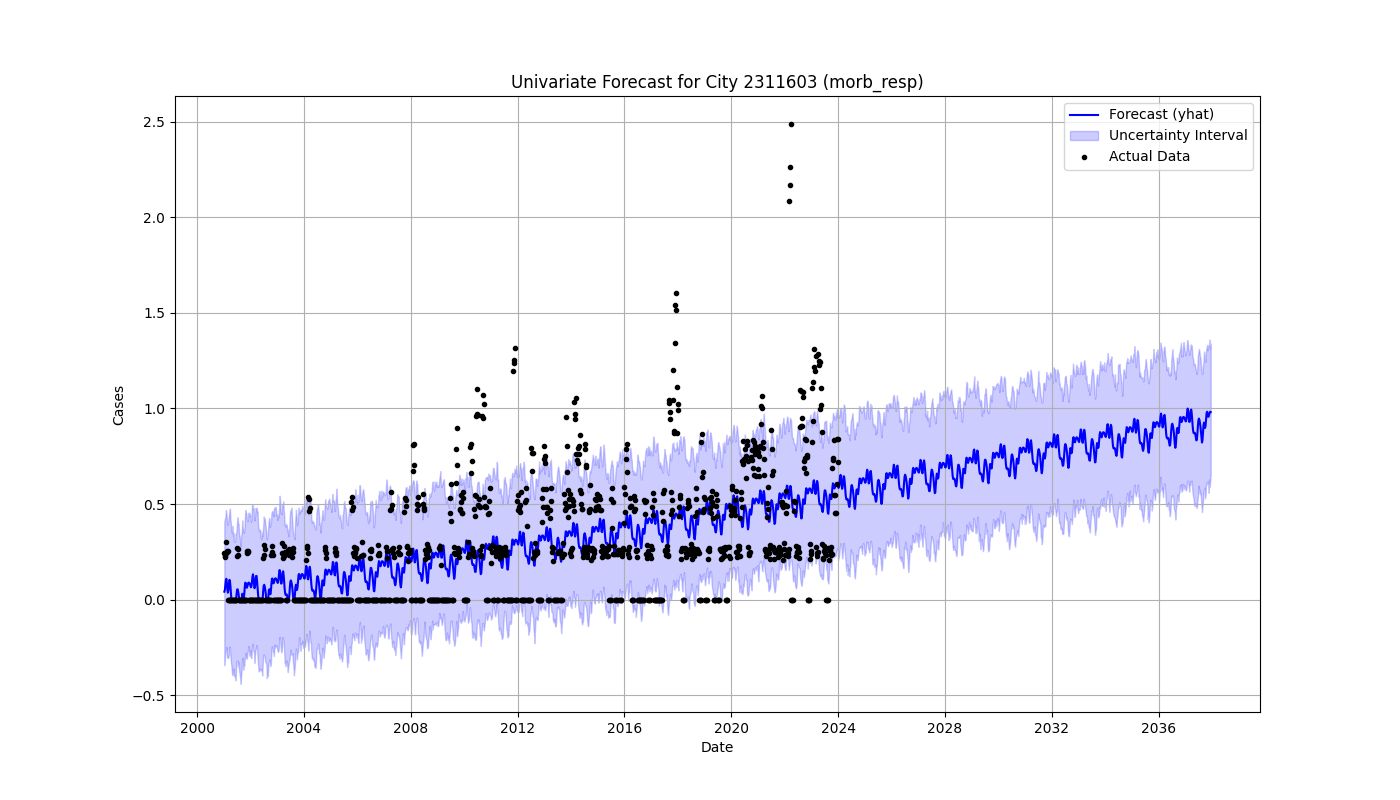 Univariate Forecast for City 2311603 (morb_resp)
Forecast (yhat)
Uncertainty Interval
Actual Data
Cases
2.5
2.0
1.5
1.0
0.5
0.0
−0.5
2000 2004 2008 2012 2016 2020 2024 2028 2032 2036
Date